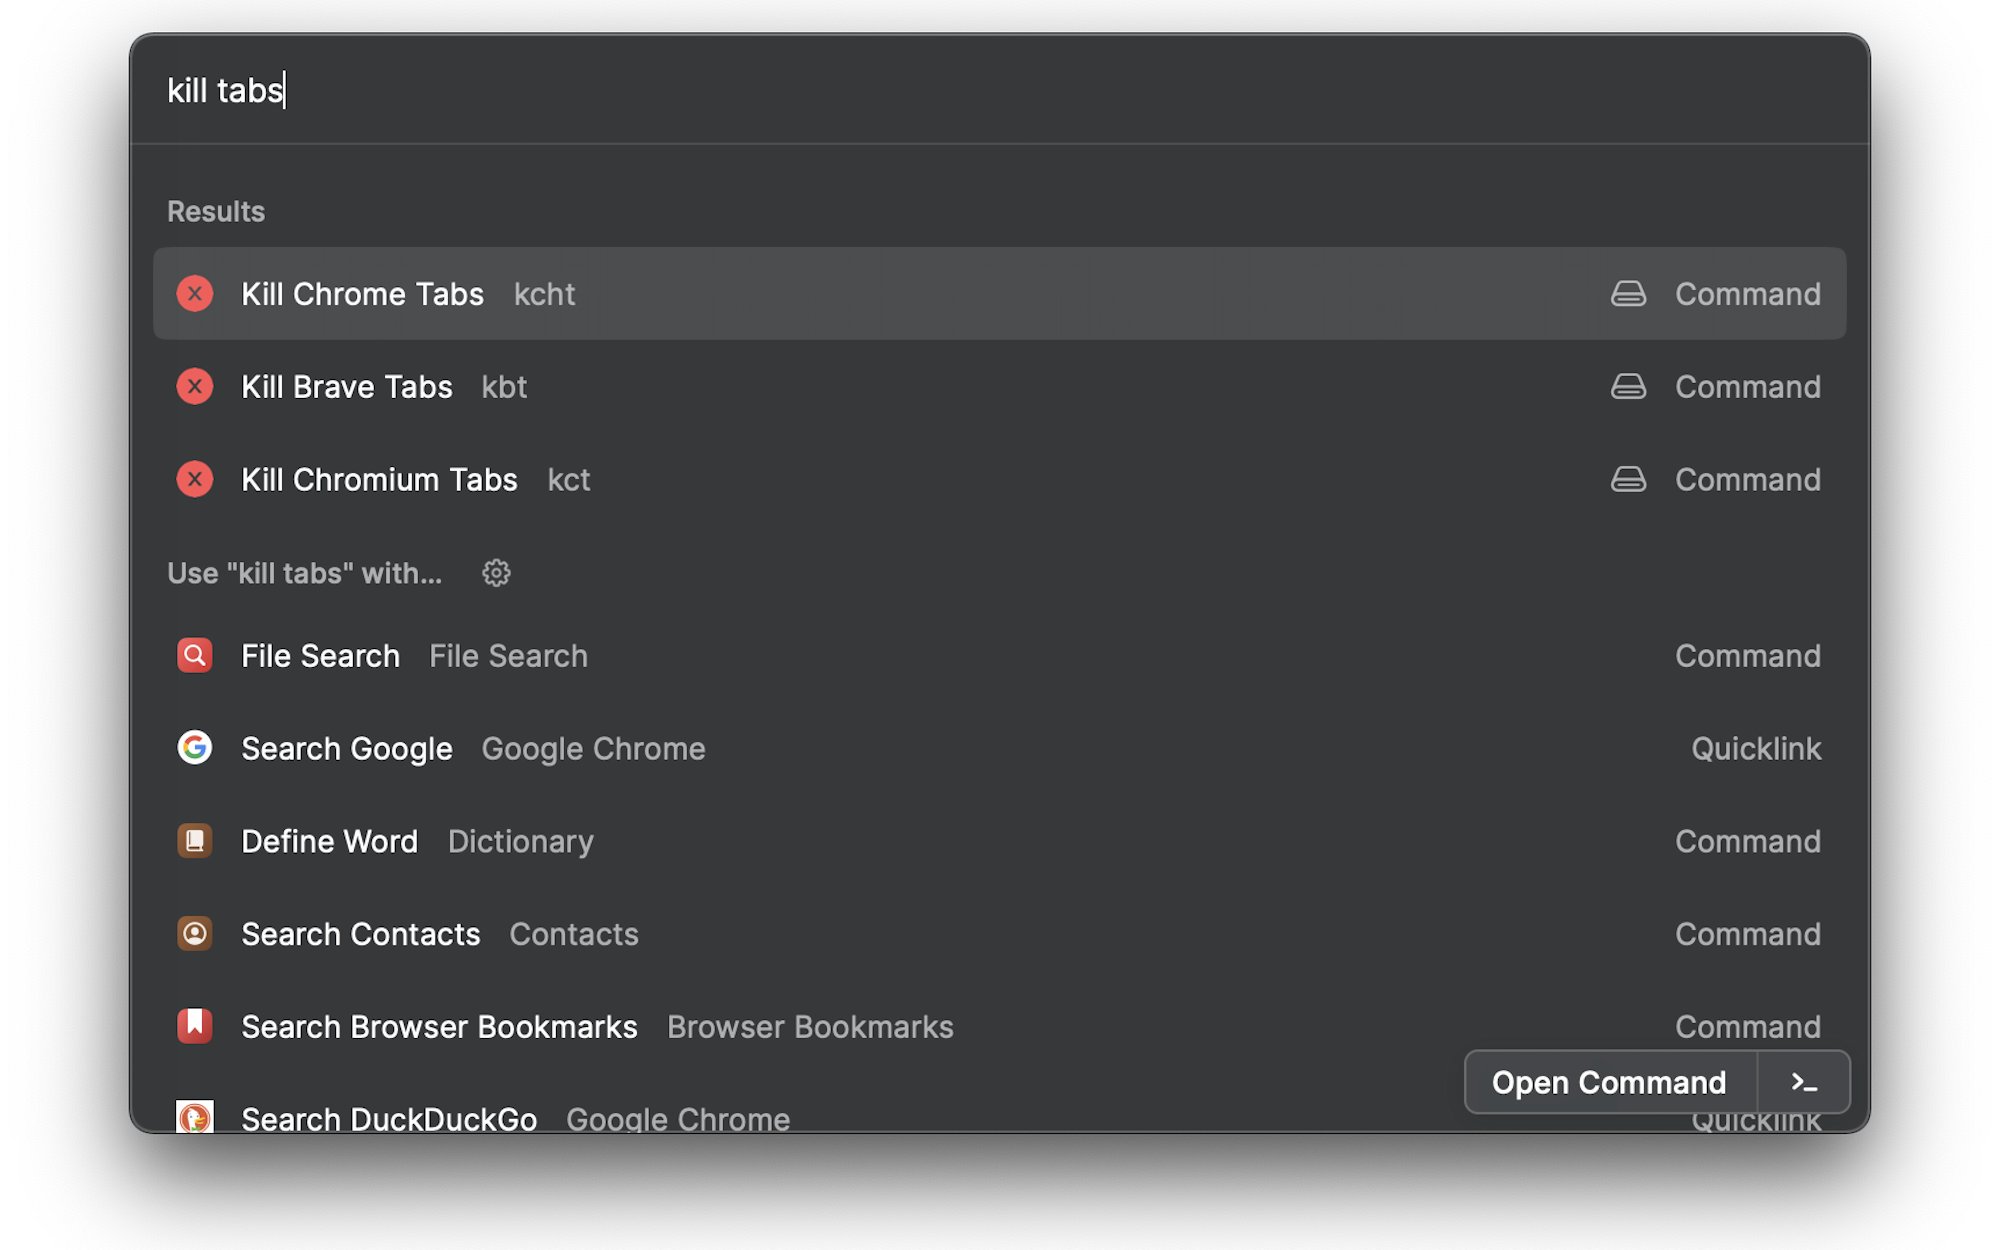 kill tabs
Results
Kill Chrome Tabs kcht Command
Kill Brave Tabs kbt Command
Kill Chromium Tabs kct Command
Use "kill tabs" with...
File Search File Search Command
Search Google Google Chrome Quicklink
Define Word Dictionary Command
Search Contacts Contacts Command
Search Browser Bookmarks Browser Bookmarks Command
Open Command >_
Search DuckDuckGo Google Chrome Quicklink